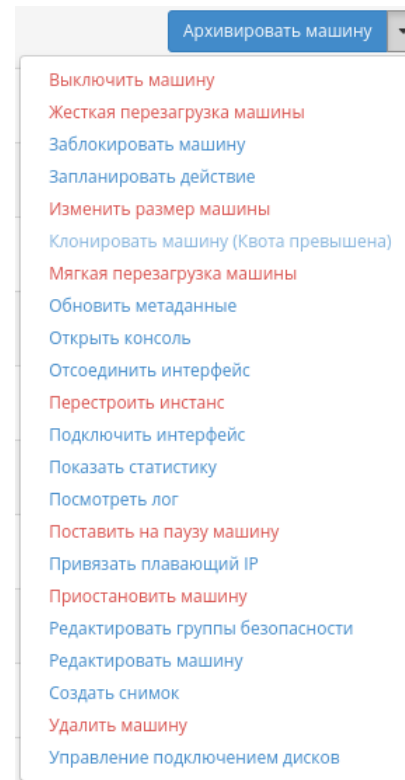 Архивировать машину
Выключить машину
Жесткая перезагрузка машины
Заблокировать машину
Запланировать действие
Изменить размер машины
Клонировать машину (Квота превышена)
Мягкая перезагрузка машины
Обновить метаданные
Открыть консоль
Отсоединить интерфейс
Перестроить инстанс
Подключить интерфейс
Показать статистику
Посмотреть лог
Поставить на паузу машину
Привязать плавающий IP
Приостановить машину
Редактировать группы безопасности
Редактировать машину
Создать снимок
Удалить машину
Управление подключением дисков